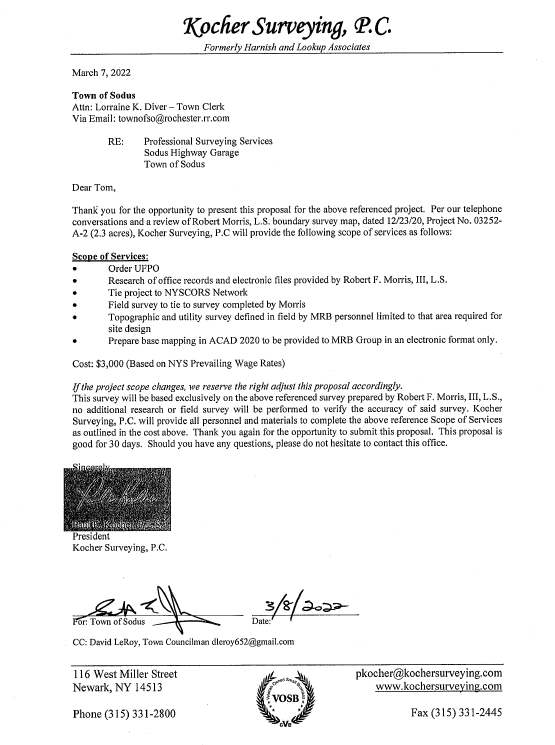 Kocher Surveying, P.C.
Formerly Harnish and Lookup Associates
March 7, 2022
Town of Sodus
Attn: Lorraine K. Diver – Town Clerk
Via Email: townofso@rochester.rr.com
RE: Professional Surveying Services
Sodus Highway Garage
Town of Sodus
Dear Tom,
Thank you for the opportunity to present this proposal for the above referenced project. Per our telephone
conversations and a review of Robert Morris, L.S. boundary survey map, dated 12/23/20, Project No. 03252-
A-2 (2.3 acres), Kocher Surveying, P.C will provide the following scope of services as follows:
Scope of Services:
• Order UFPO
• Research of office records and electronic files provided by Robert F. Morris, III, L.S.
• Tie project to NYSCORS Network
• Field survey to tie to survey completed by Morris
• Topographic and utility survey defined in field by MRB personnel limited to that area required for
site design
• Prepare base mapping in ACAD 2020 to be provided to MRB Group in an electronic format only.
Cost: $3,000 (Based on NYS Prevailing Wage Rates)
If the project scope changes, we reserve the right adjust this proposal accordingly.
This survey will be based exclusively on the above referenced survey prepared by Robert F. Morris, III, L.S.,
no additional research or field survey will be performed to verify the accuracy of said survey. Kocher
Surveying, P.C. will provide all personnel and materials to complete the above reference Scope of Services
as outlined in the cost above. Thank you again for the opportunity to submit this proposal. This proposal is
good for 30 days. Should you have any questions, please do not hesitate to contact this office.
Sincerely,
President
Kocher Surveying, P.C.
3/8/2022
For: Town of Sodus Date:
CC: David LeRoy, Town Councilman dleroy652@gmail.com
116 West Miller Street
Newark, NY 14513
Phone (315) 331-2800
VOSB
cVe
pkocher@kochersurveying.com
www.kochersurveying.com
Fax (315) 331-2445